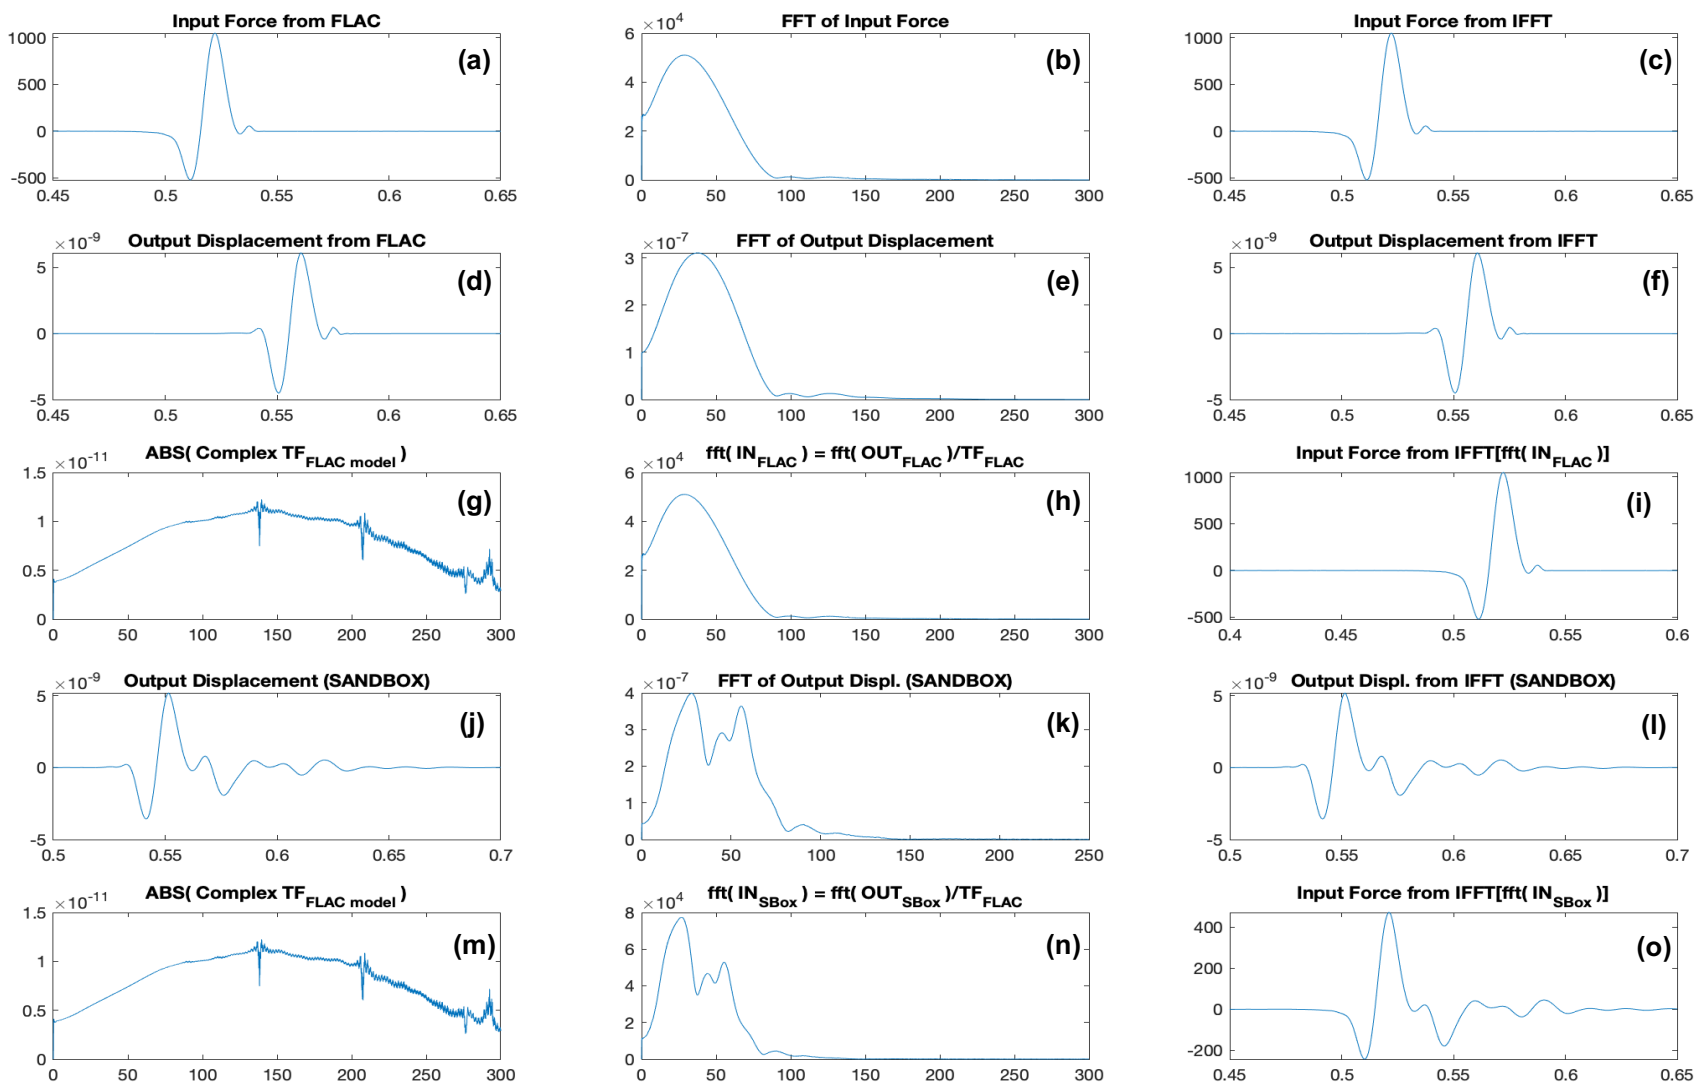 Input Force from FLAC
(a)
1000
500
0
-500
0.45 0.5 0.55 0.6 0.65
×10⁴
FFT of Input Force
(b)
6
4
2
0
0 50 100 150 200 250 300
Input Force from IFFT
(c)
1000
500
0
-500
0.45 0.5 0.55 0.6 0.65
×10⁻⁹
Output Displacement from FLAC
(d)
5
0
-5
0.45 0.5 0.55 0.6 0.65
×10⁻⁷
FFT of Output Displacement
(e)
3
2
1
0
0 50 100 150 200 250 300
×10⁻⁹
Output Displacement from IFFT
(f)
5
0
-5
0.45 0.5 0.55 0.6 0.65
×10⁻¹¹
ABS( Complex TF_FLAC model )
(g)
1.5
1
0.5
0
0 50 100 150 200 250 300
×10⁴
fft( IN_FLAC ) = fft( OUT_FLAC )/TF_FLAC
(h)
6
4
2
0
0 50 100 150 200 250 300
Input Force from IFFT[fft( IN_FLAC )]
(i)
1000
500
0
-500
0.4 0.45 0.5 0.55 0.6
×10⁻⁹
Output Displacement (SANDBOX)
(j)
5
0
-5
0.5 0.55 0.6 0.65 0.7
×10⁻⁷
FFT of Output Displ. (SANDBOX)
(k)
4
2
0
0 50 100 150 200 250
×10⁻⁹
Output Displ. from IFFT (SANDBOX)
(l)
5
0
-5
0.5 0.55 0.6 0.65 0.7
×10⁻¹¹
ABS( Complex TF_FLAC model )
(m)
1.5
1
0.5
0
0 50 100 150 200 250 300
×10⁴
fft( IN_SBox ) = fft( OUT_SBox )/TF_FLAC
(n)
8
6
4
2
0
0 50 100 150 200 250 300
Input Force from IFFT[fft( IN_SBox )]
(o)
400
200
0
-200
0.45 0.5 0.55 0.6 0.65